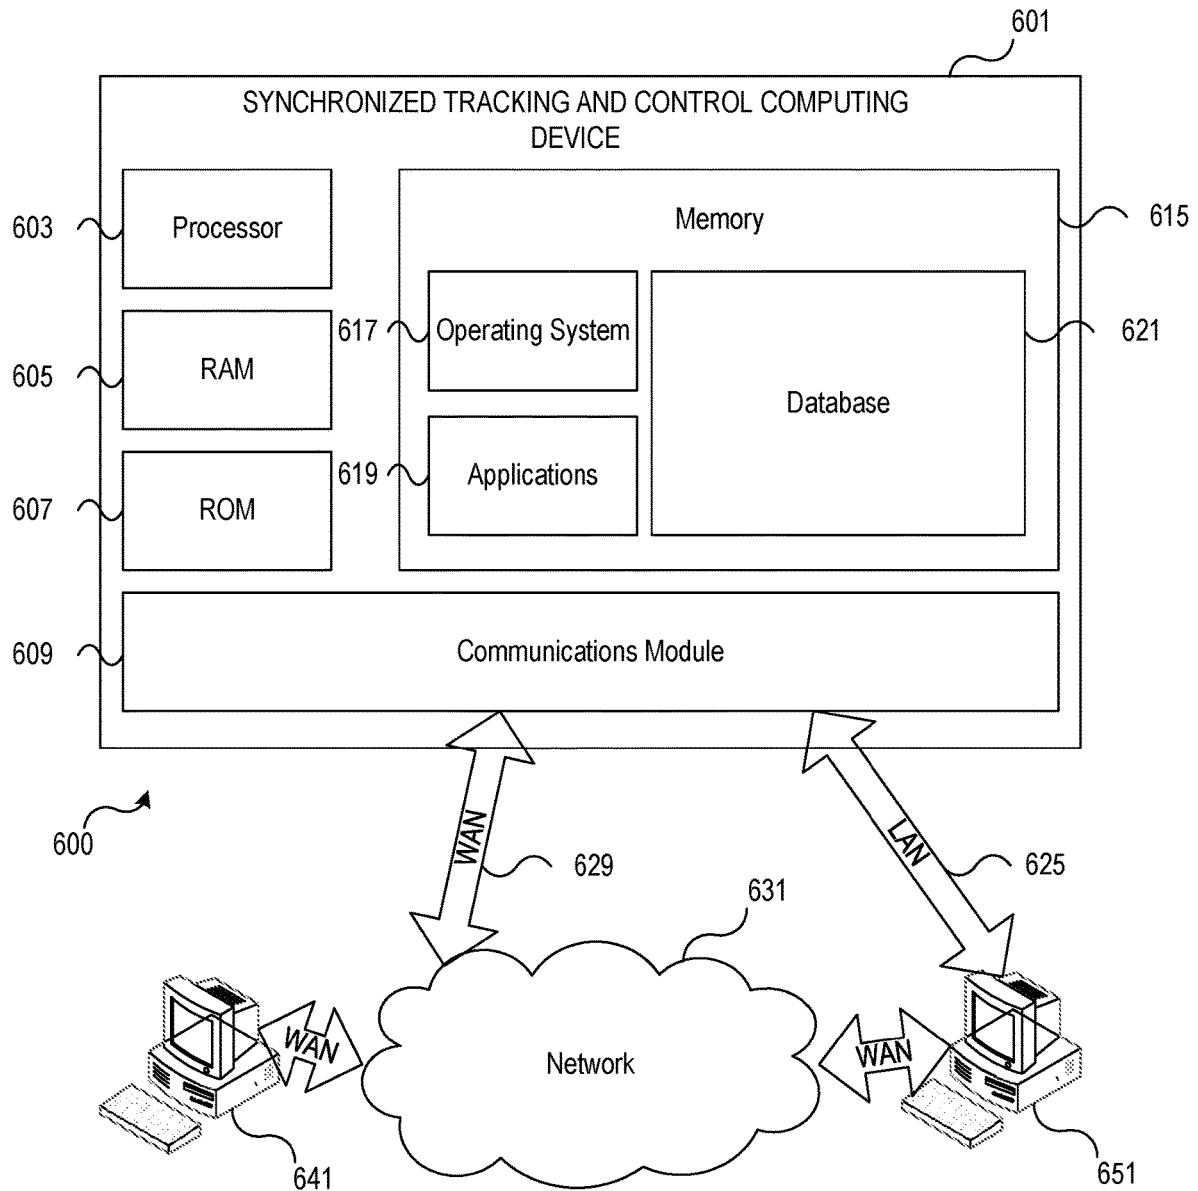 601
SYNCHRONIZED TRACKING AND CONTROL COMPUTING
DEVICE
603
Processor
Memory
615
617
Operating System
621
605
RAM
Database
619
Applications
607
ROM
609
Communications Module
600
WAN
629
LAN
625
631
WAN
Network
WAN
641
651